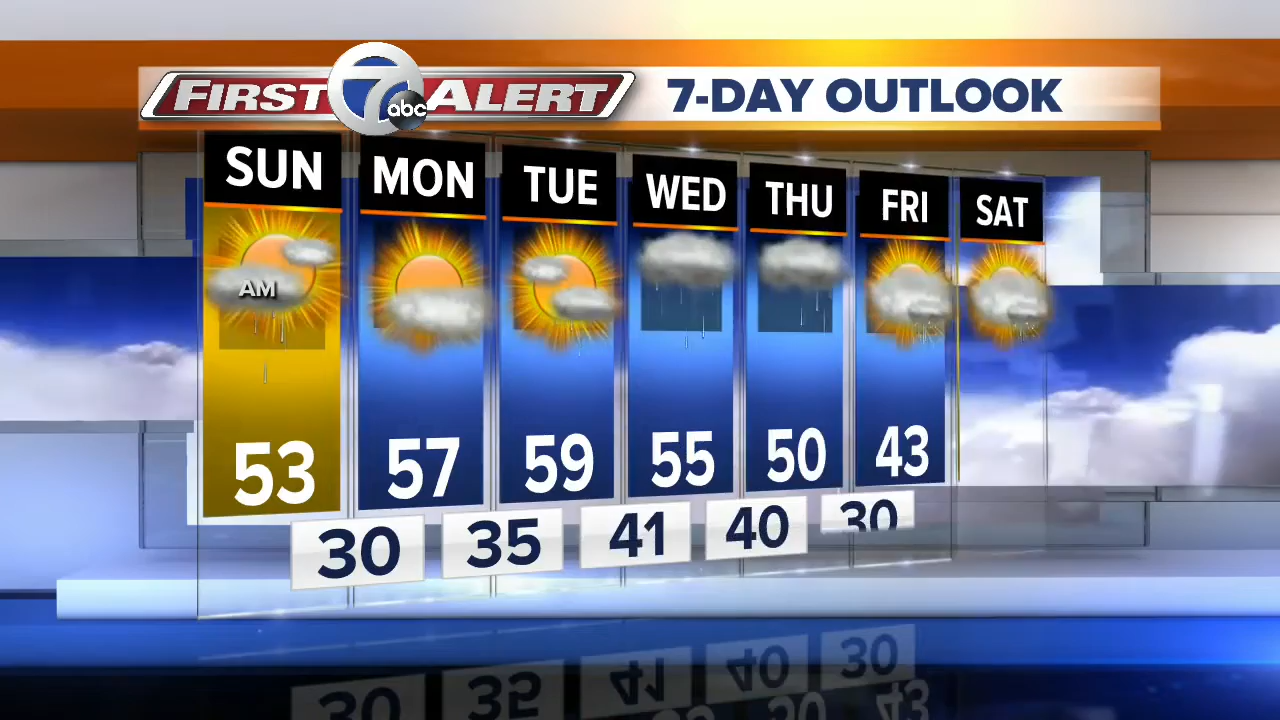 FIRST 7 abc ALERT 7-DAY OUTLOOK
SUN MON TUE WED THU FRI SAT
AM
53 57 59 55 50 43
30 35 41 40 30